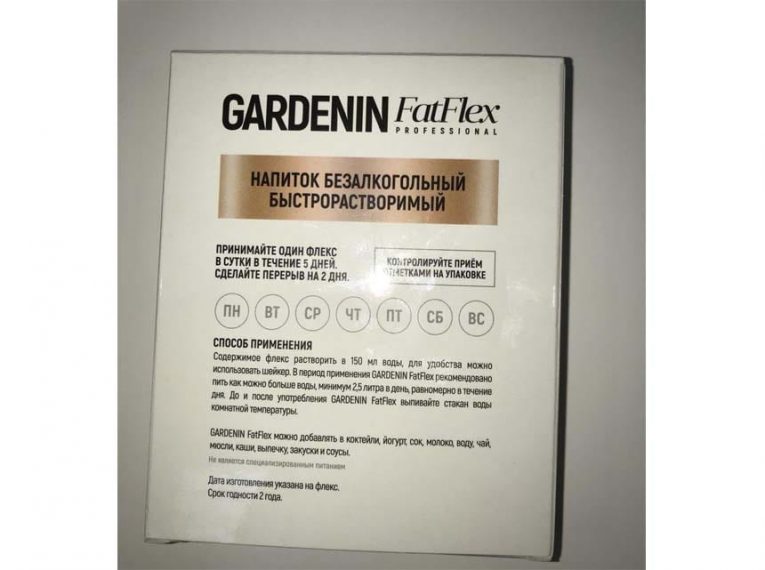 GARDENIN FatFlex
PROFESSIONAL
НАПИТОК БЕЗАЛКОГОЛЬНЫЙ
БЫСТРОРАСТВОРИМЫЙ
ПРИНИМАЙТЕ ОДИН ФЛЕКС
В СУТКИ В ТЕЧЕНИЕ 5 ДНЕЙ.
СДЕЛАЙТЕ ПЕРЕРЫВ НА 2 ДНЯ.
КОНТРОЛИРУЙТЕ ПРИЁМ
ОТМЕТКАМИ НА УПАКОВКЕ
ПН ВТ СР ЧТ ПТ СБ ВС
СПОСОБ ПРИМЕНЕНИЯ
Содержимое флекс растворить в 150 мл воды, для удобства можно
использовать шейкер. В период применения GARDENIN FatFlex рекомендовано
пить как можно больше воды, минимум 2,5 литра в день, равномерно в течение
дня. До и после употребления GARDENIN FatFlex выпивайте стакан воды
комнатной температуры.
GARDENIN FatFlex можно добавлять в коктейли, йогурт, сок, молоко, воду, чай,
мюсли, каши, выпечку, закуски и соусы.
Не является специализированным питанием
Дата изготовления указана на флекс.
Срок годности 2 года.